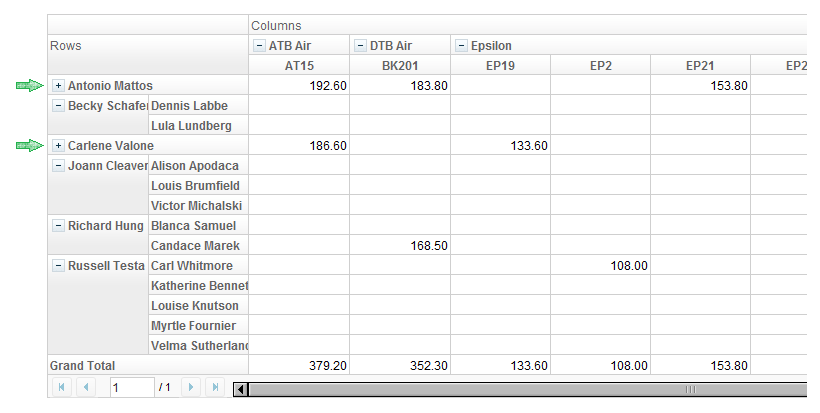 Columns
Rows − ATB Air − DTB Air − Epsilon
AT15 BK201 EP19 EP2 EP21 EP2
+ Antonio Mattos 192.60 183.80 153.80
− Becky Schafe Dennis Labbe
Lula Lundberg
+ Carlene Valone 186.60 133.60
− Joann Cleaver Alison Apodaca
Louis Brumfield
Victor Michalski
− Richard Hung Blanca Samuel
Candace Marek 168.50
− Russell Testa Carl Whitmore 108.00
Katherine Bennet
Louise Knutson
Myrtle Fournier
Velma Sutherland
Grand Total 379.20 352.30 133.60 108.00 153.80
1 / 1